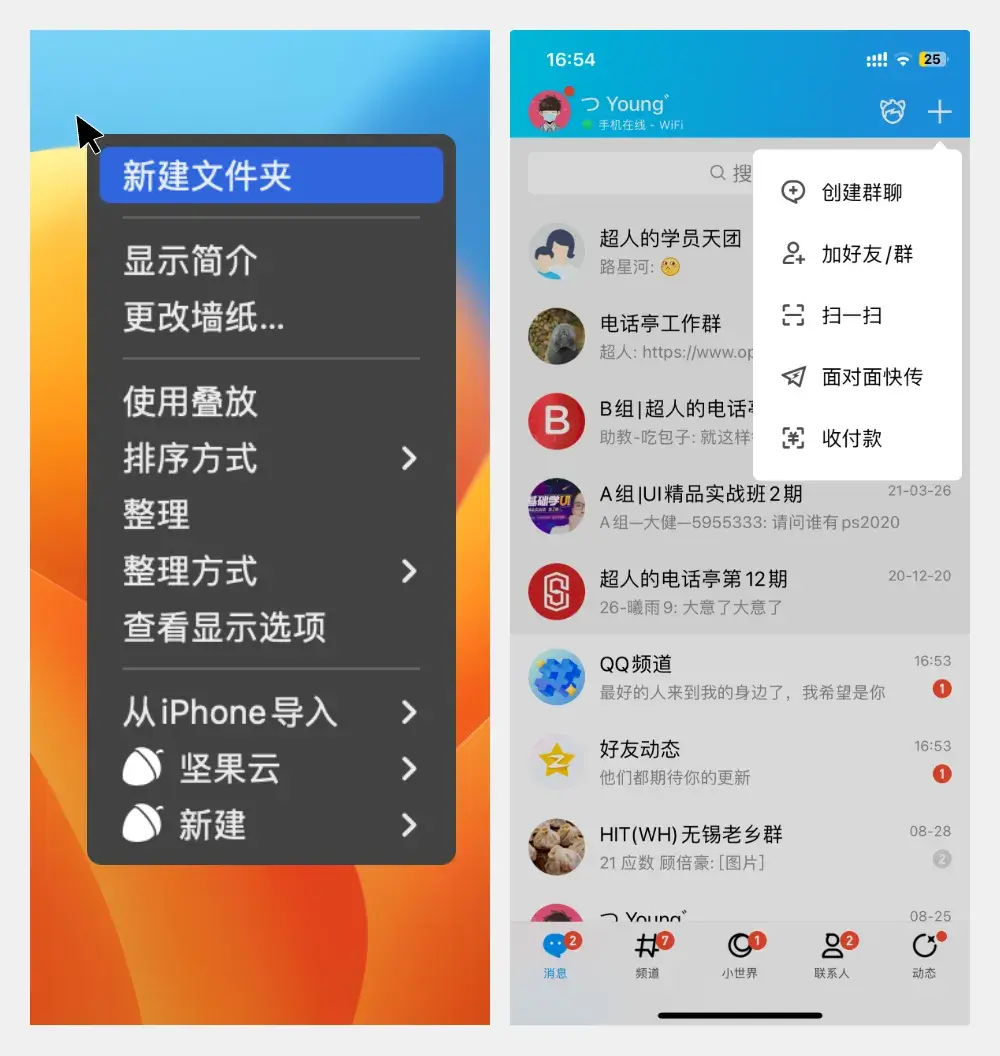 新建文件夹
显示简介
更改墙纸...
使用叠放
排序方式
整理
整理方式
查看显示选项
从iPhone导入
坚果云
新建
16:54
25
つ Young゛
手机在线 - WiFi
搜
创建群聊
加好友/群
扫一扫
面对面快传
收付款
超人的学员天团
路星河:
电话亭工作群
超人: https://www.op
B
B组|超人的电话亭
助教-吃包子: 就这样
基础学UI
A组|UI精品实战班2期
21-03-26
A组—大健—5955333: 请问谁有ps2020
超人的电话亭第12期
20-12-20
26-曦雨9: 大意了大意了
QQ频道
16:53
最好的人来到我的身边了，我希望是你
1
好友动态
16:53
他们都期待你的更新
1
HIT(WH)无锡老乡群
08-28
21 应数 顾倍豪: [图片]
2
つ Young゛
08-25
2
7
1
2
消息
频道
小世界
联系人
动态